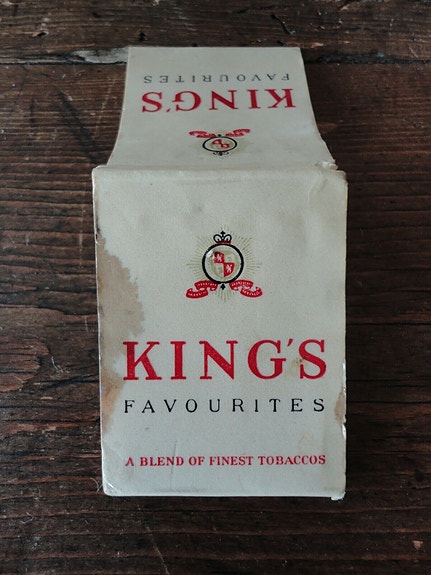 KING'S
FAVOURITES
KING'S
FAVOURITES
A BLEND OF FINEST TOBACCOS